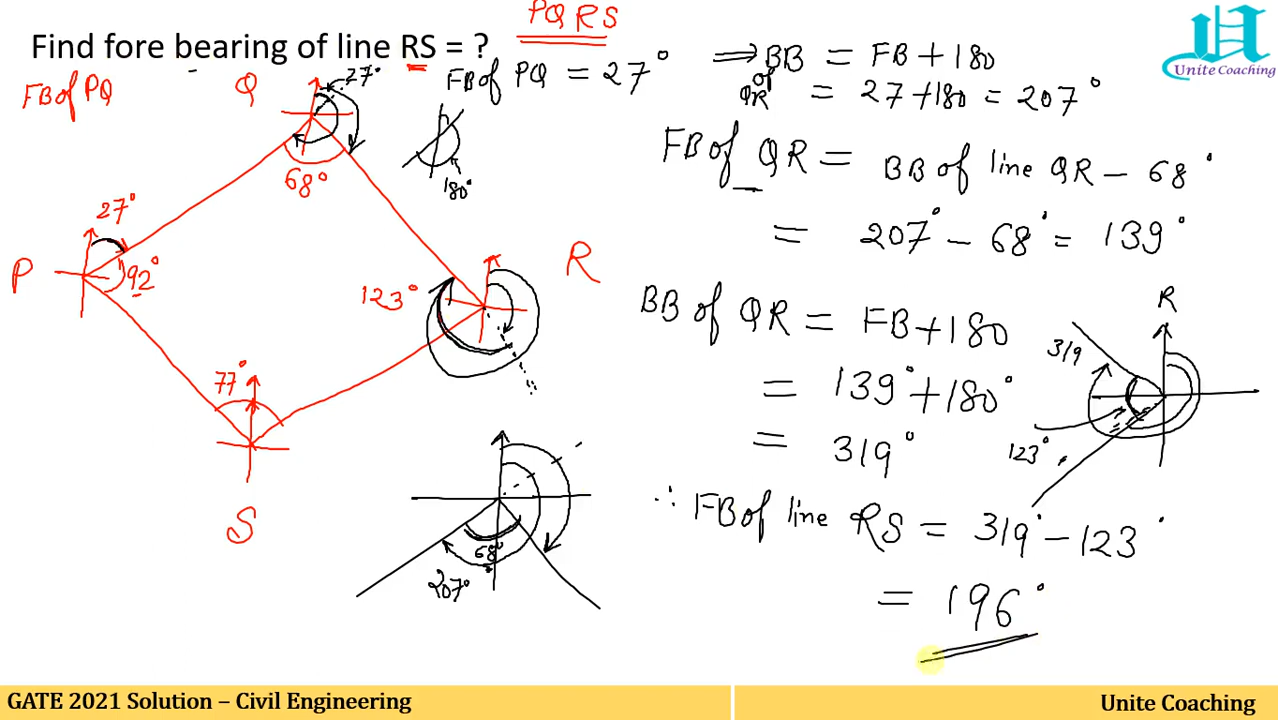 Find fore bearing of line RS = ?
PQRS
Unite Coaching
FB of PQ
Q
27°
FB of PQ = 27°
⟹ BB of QR = FB + 180
= 27 + 180 = 207°
68°
180°
FB of QR = BB of line QR - 68°
= 207° - 68° = 139°
27°
P
92°
123°
R
BB of QR = FB + 180
= 139° + 180°
= 319°
R
319
123°
77°
S
68°
207°
∴ FB of line RS = 319° - 123°
= 196°
GATE 2021 Solution – Civil Engineering
Unite Coaching